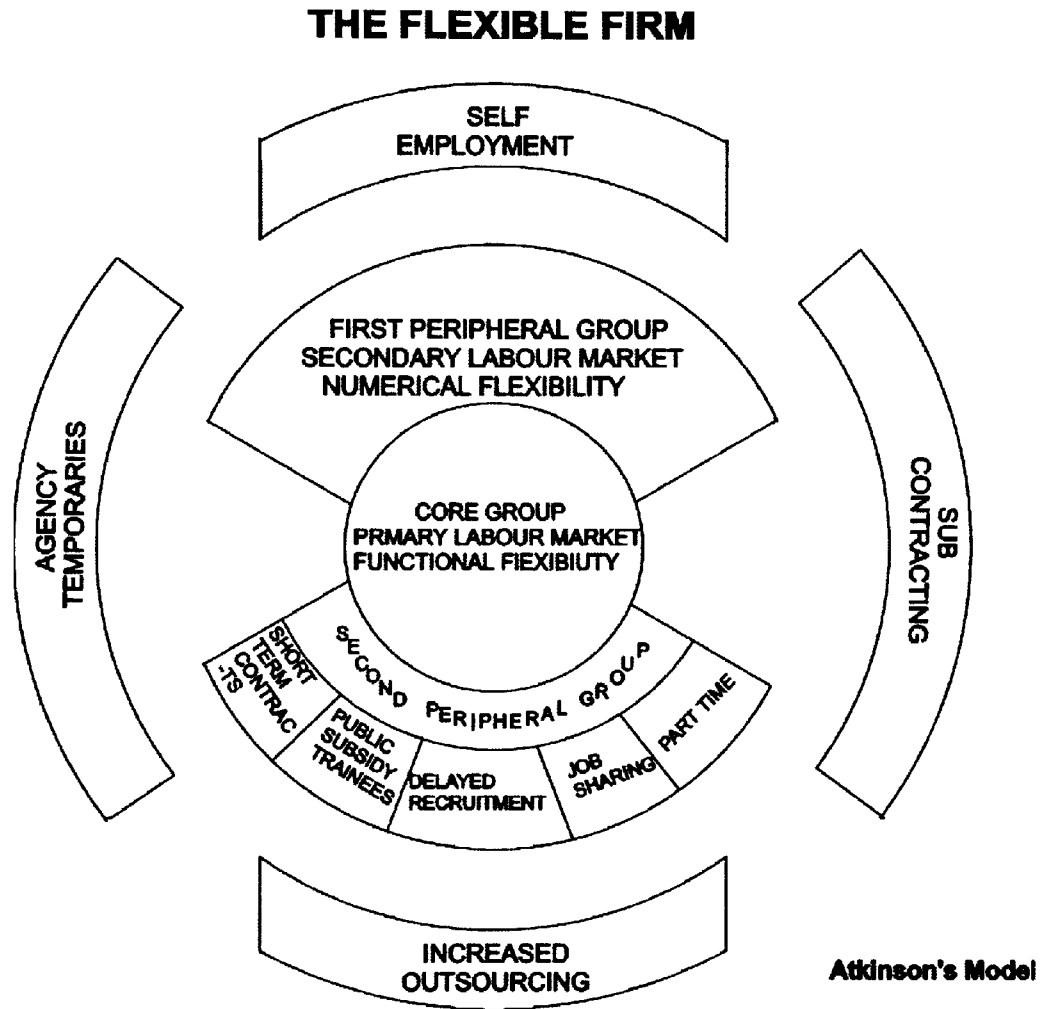 THE FLEXIBLE FIRM
SELF
EMPLOYMENT
FIRST PERIPHERAL GROUP
SECONDARY LABOUR MARKET
NUMERICAL FLEXIBILITY
AGENCY
TEMPORARIES
SUB
CONTRACTING
CORE GROUP
PRMARY LABOUR MARKET
FUNCTIONAL FIEXIBIUTY
SECOND PERIPHERAL GROUP
SHORT
TERM
CONTRAC
-TS
PUBLIC
SUBSIDY
TRAINEES
DELAYED
RECRUITMENT
JOB
SHARING
PART TIME
INCREASED
OUTSOURCING
Atkinson's Model